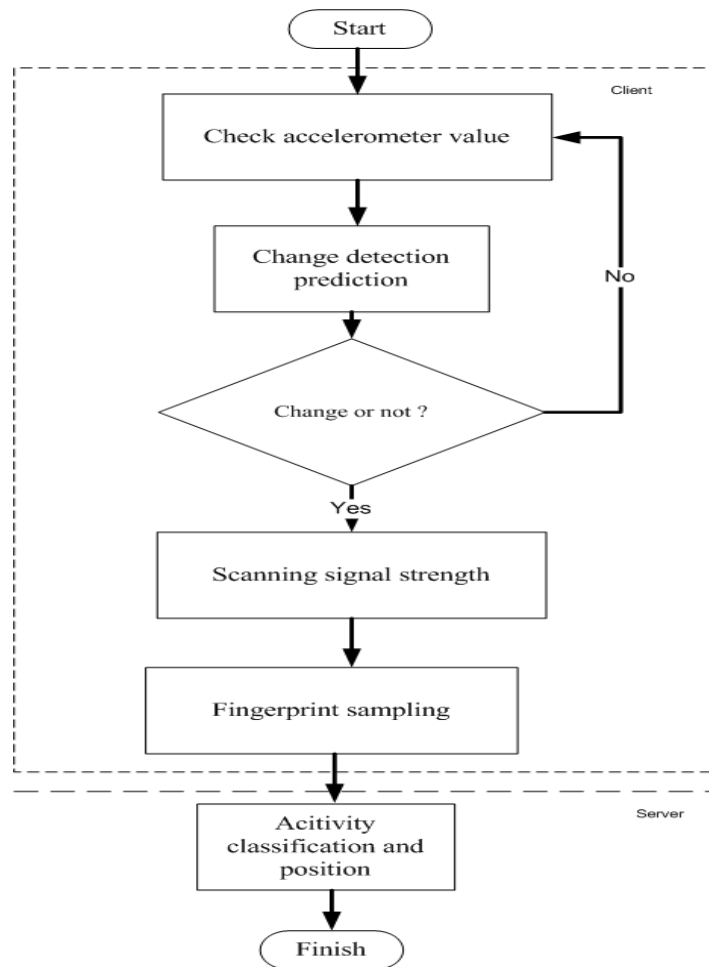 Start
Client
Check accelerometer value
Change detection
prediction
No
Change or not ?
Yes
Scanning signal strength
Fingerprint sampling
Server
Acitivity
classification and
position
Finish